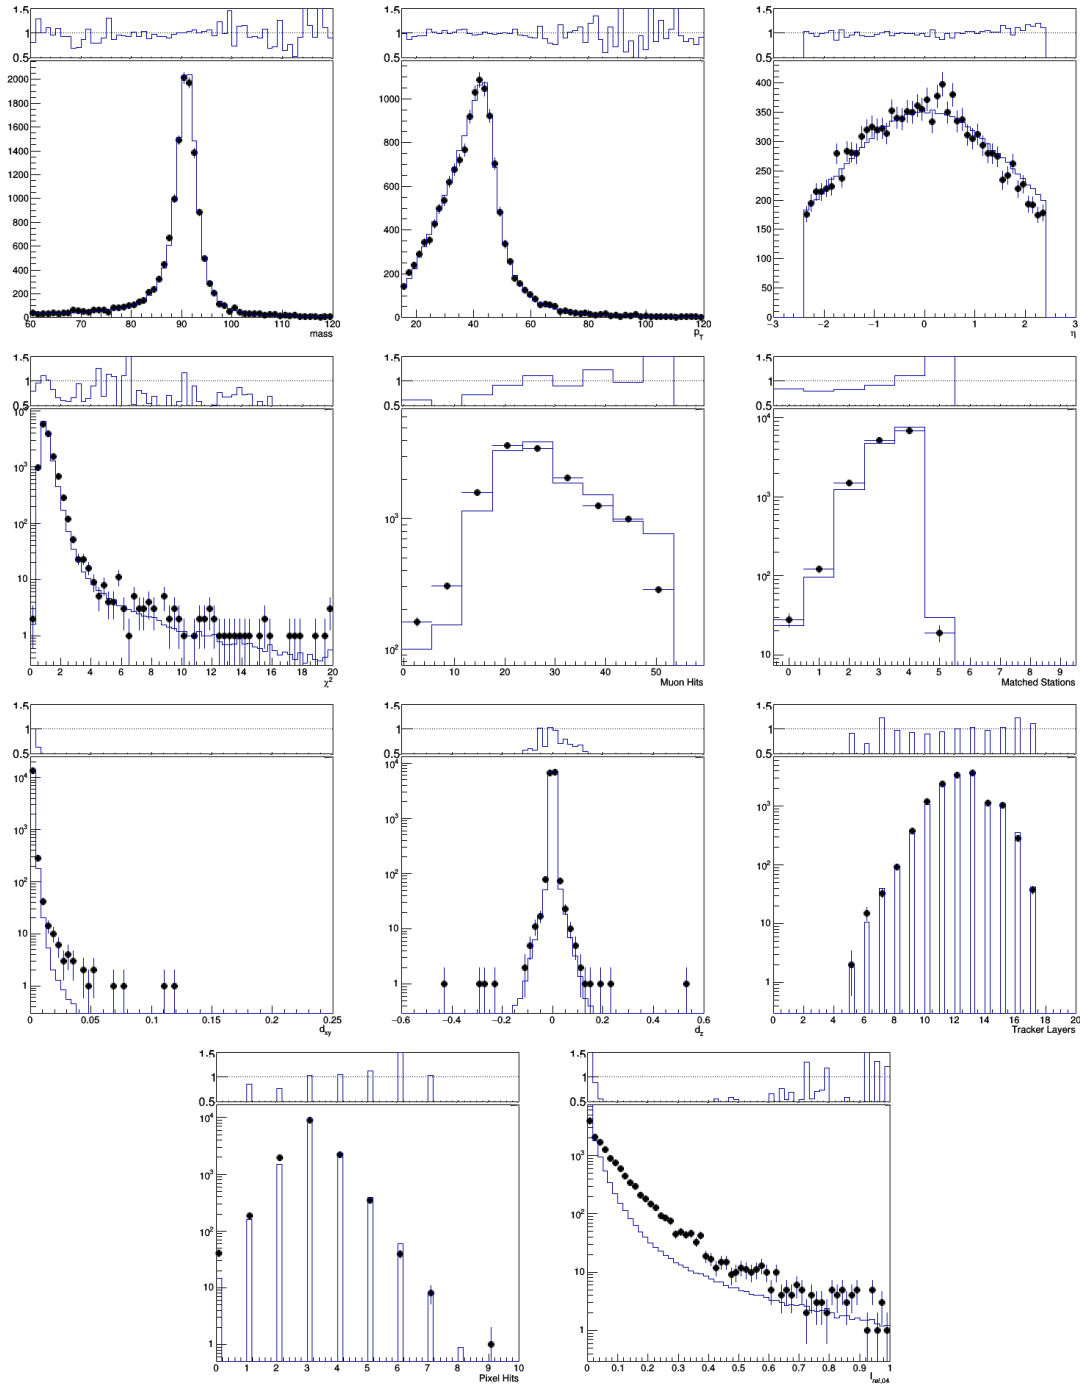 1.5 1 0.5
2000 1800 1600 1400 1200 1000 800 600 400 200 0
60 70 80 90 100 110 120
mass
1.5 1 0.5
1000 800 600 400 200 0
20 40 60 80 100 120
p_T
1.5 1 0.5
400 350 300 250 200 150 100 50 0
−3 −2 −1 0 1 2 3
η
1.5 1 0.5
10⁴ 10³ 10² 10 1
0 2 4 6 8 10 12 14 16 18 20
χ²
1.5 1 0.5
10³ 10²
0 10 20 30 40 50
Muon Hits
1.5 1 0.5
10⁴ 10³ 10² 10
0 1 2 3 4 5 6 7 8 9
Matched Stations
1.5 1 0.5
10⁴ 10³ 10² 10 1
0 0.05 0.1 0.15 0.2 0.25
d_xy
1.5 1 0.5
10⁴ 10³ 10² 10 1
−0.6 −0.4 −0.2 0 0.2 0.4 0.6
d_z
1.5 1 0.5
10³ 10² 10 1
0 2 4 6 8 10 12 14 16 18 20
Tracker Layers
1.5 1 0.5
10⁴ 10³ 10² 10 1
0 1 2 3 4 5 6 7 8 9 10
Pixel Hits
1.5 1 0.5
10³ 10² 10 1
0 0.1 0.2 0.3 0.4 0.5 0.6 0.7 0.8 0.9 1
I_rel,04